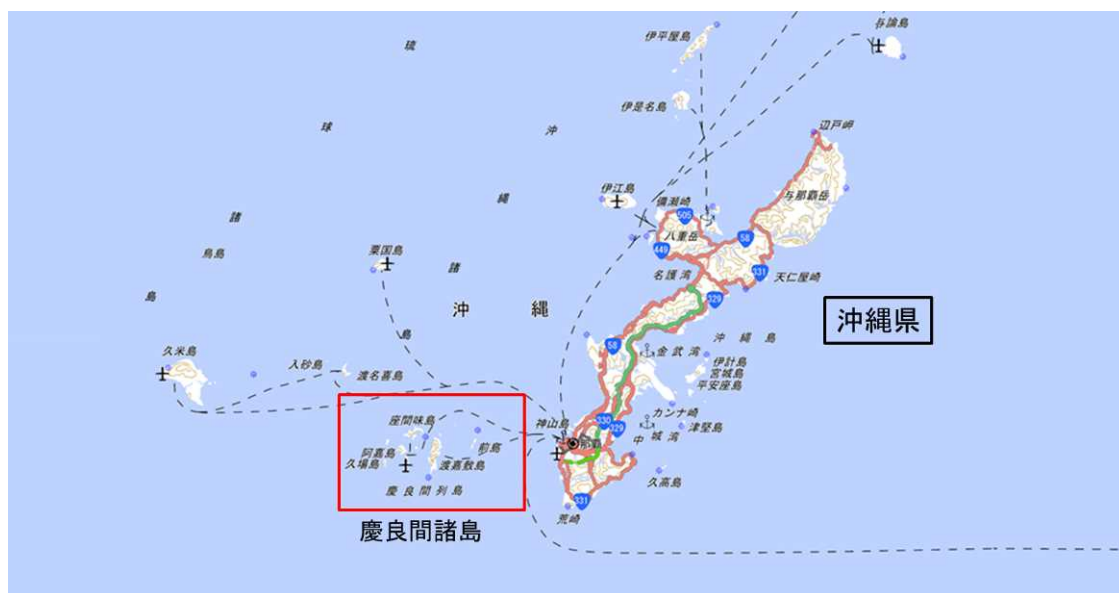 琉
球
諸
島
沖
縄
諸
島
伊平屋島
与論島
伊是名島
辺戸岬
伊江島
備瀬崎
505
与那覇岳
八重岳
58
449
鳥島
粟国島
名護湾
331
天仁屋崎
329
沖縄
沖縄県
58
沖縄島
金武湾
伊計島
宮城島
平安座島
久米島
入砂島
渡名喜島
カンナ崎
神山島
330
329
中城湾
津堅島
座間味島
前島
那覇
阿嘉島
久場島
渡嘉敷島
久高島
慶良間列島
331
荒崎
慶良間諸島